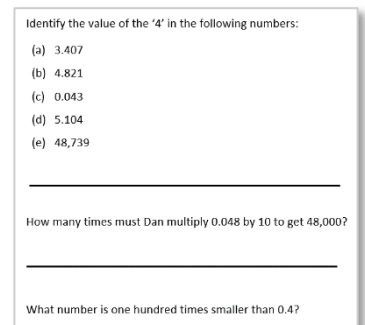 Identify the value of the ‘4’ in the following numbers:
(a) 3.407
(b) 4.821
(c) 0.043
(d) 5.104
(e) 48,739
How many times must Dan multiply 0.048 by 10 to get 48,000?
What number is one hundred times smaller than 0.4?